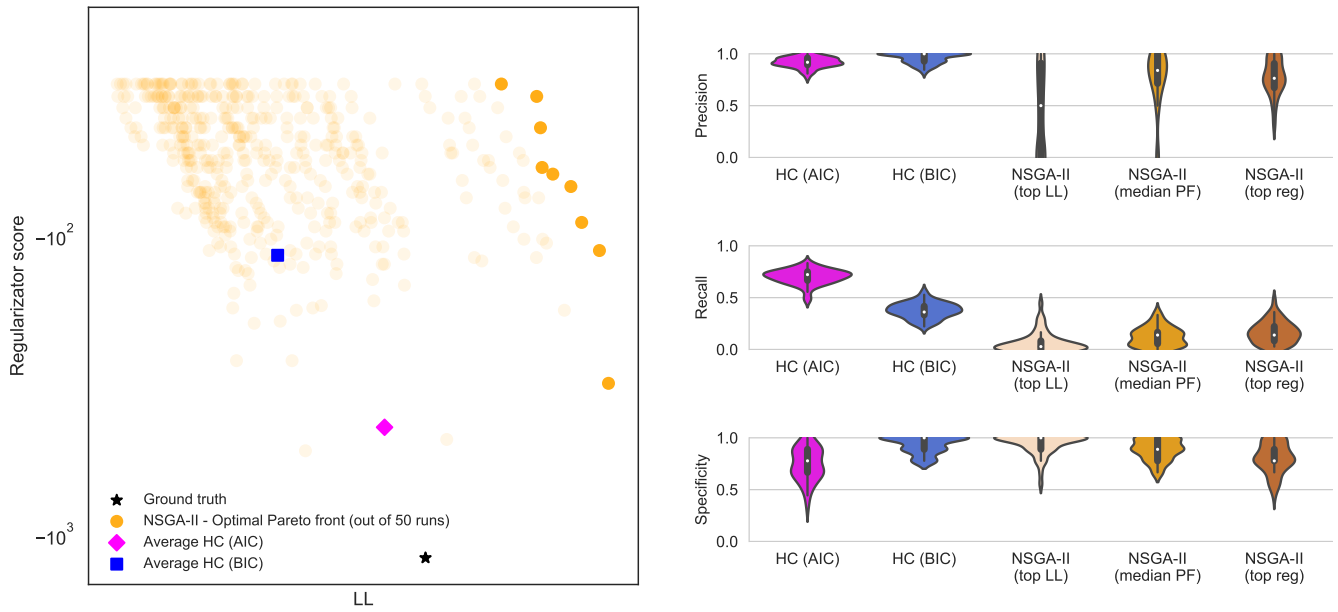 Regularizator score
−10²
−10³
LL
Ground truth
NSGA-II - Optimal Pareto front (out of 50 runs)
Average HC (AIC)
Average HC (BIC)
Precision
1.0
0.5
0.0
HC (AIC)
HC (BIC)
NSGA-II
(top LL)
NSGA-II
(median PF)
NSGA-II
(top reg)
Recall
1.0
0.5
0.0
HC (AIC)
HC (BIC)
NSGA-II
(top LL)
NSGA-II
(median PF)
NSGA-II
(top reg)
Specificity
1.0
0.5
0.0
HC (AIC)
HC (BIC)
NSGA-II
(top LL)
NSGA-II
(median PF)
NSGA-II
(top reg)